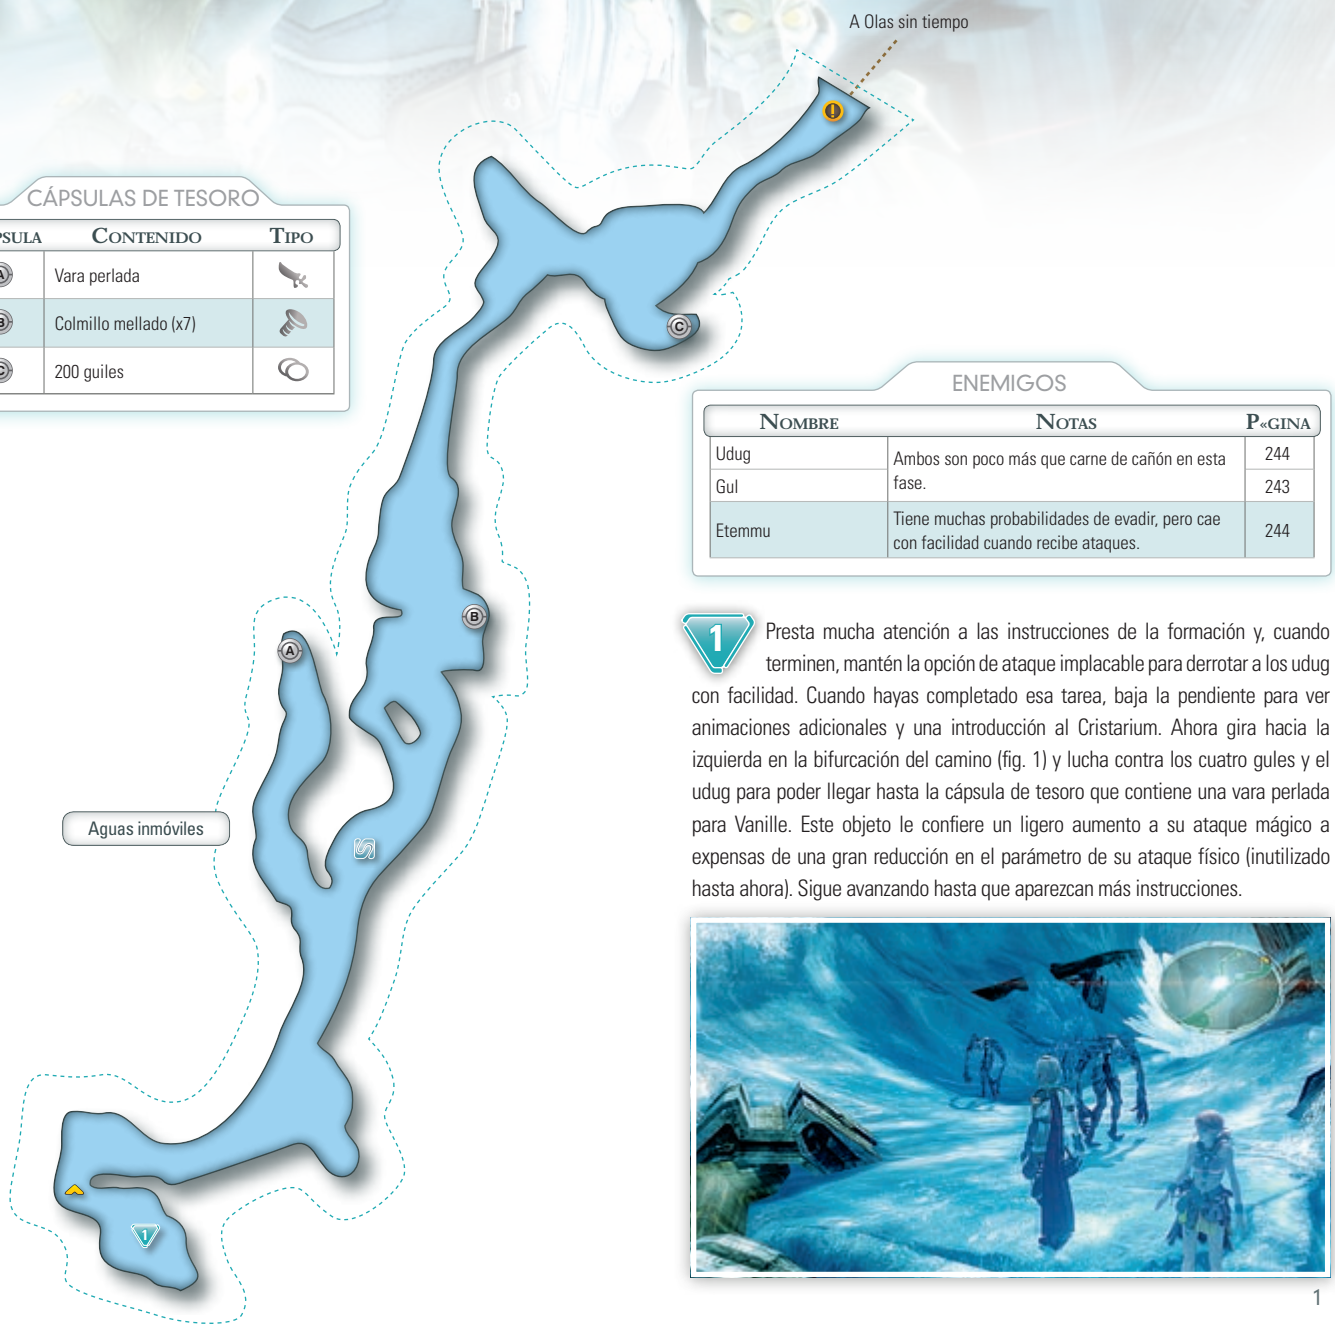 A Olas sin tiempo
CÁPSULAS DE TESORO
PSULA CONTENIDO TIPO
A Vara perlada
B Colmillo mellado (x7)
C 200 guiles
C
ENEMIGOS
NOMBRE NOTAS P«GINA
Udug Ambos son poco más que carne de cañón en esta 244
Gul fase. 243
Etemmu Tiene muchas probabilidades de evadir, pero cae 244
con facilidad cuando recibe ataques.
B
A
Aguas inmóviles
1
1 Presta mucha atención a las instrucciones de la formación y, cuando
terminen, mantén la opción de ataque implacable para derrotar a los udug
con facilidad. Cuando hayas completado esa tarea, baja la pendiente para ver
animaciones adicionales y una introducción al Cristarium. Ahora gira hacia la
izquierda en la bifurcación del camino (fig. 1) y lucha contra los cuatro gules y el
udug para poder llegar hasta la cápsula de tesoro que contiene una vara perlada
para Vanille. Este objeto le confiere un ligero aumento a su ataque mágico a
expensas de una gran reducción en el parámetro de su ataque físico (inutilizado
hasta ahora). Sigue avanzando hasta que aparezcan más instrucciones.
1